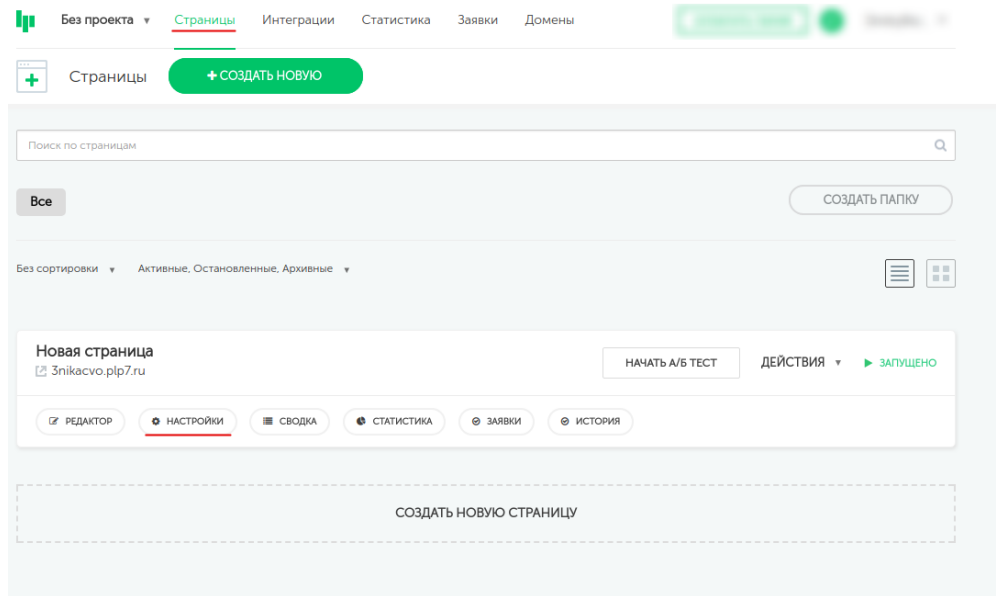 Без проекта ▼ Страницы Интеграции Статистика Заявки Домены
Страницы + СОЗДАТЬ НОВУЮ
Поиск по страницам
Все СОЗДАТЬ ПАПКУ
Без сортировки ▼ Активные, Остановленные, Архивные ▼
Новая страница
3nikacvo.plp7.ru
НАЧАТЬ А/Б ТЕСТ ДЕЙСТВИЯ ▼ ЗАПУЩЕНО
РЕДАКТОР НАСТРОЙКИ СВОДКА СТАТИСТИКА ЗАЯВКИ ИСТОРИЯ
СОЗДАТЬ НОВУЮ СТРАНИЦУ